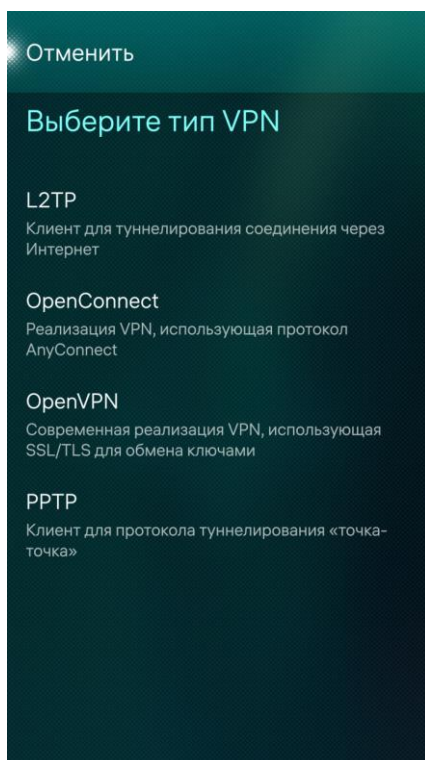 Отменить
Выберите тип VPN
L2TP
Клиент для туннелирования соединения через
Интернет
OpenConnect
Реализация VPN, использующая протокол
AnyConnect
OpenVPN
Современная реализация VPN, использующая
SSL/TLS для обмена ключами
PPTP
Клиент для протокола туннелирования «точка-
точка»